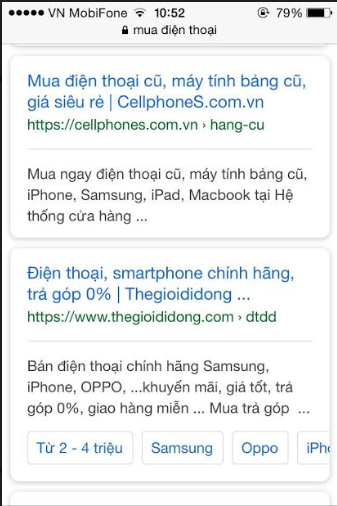 VN MobiFone 10:52 79%
mua điện thoại
Mua điện thoại cũ, máy tính bảng cũ,
giá siêu rẻ | CellphoneS.com.vn
https://cellphones.com.vn › hang-cu
Mua ngay điện thoại cũ, máy tính bảng cũ,
iPhone, Samsung, iPad, Macbook tại Hệ
thống cửa hàng ...
Điện thoại, smartphone chính hãng,
trả góp 0% | Thegioididong ...
https://www.thegioididong.com › dtdd
Bán điện thoại chính hãng Samsung,
iPhone, OPPO, ...khuyến mãi, giá tốt, trả
góp 0%, giao hàng miễn ... Mua trả góp ...
Từ 2 - 4 triệu Samsung Oppo